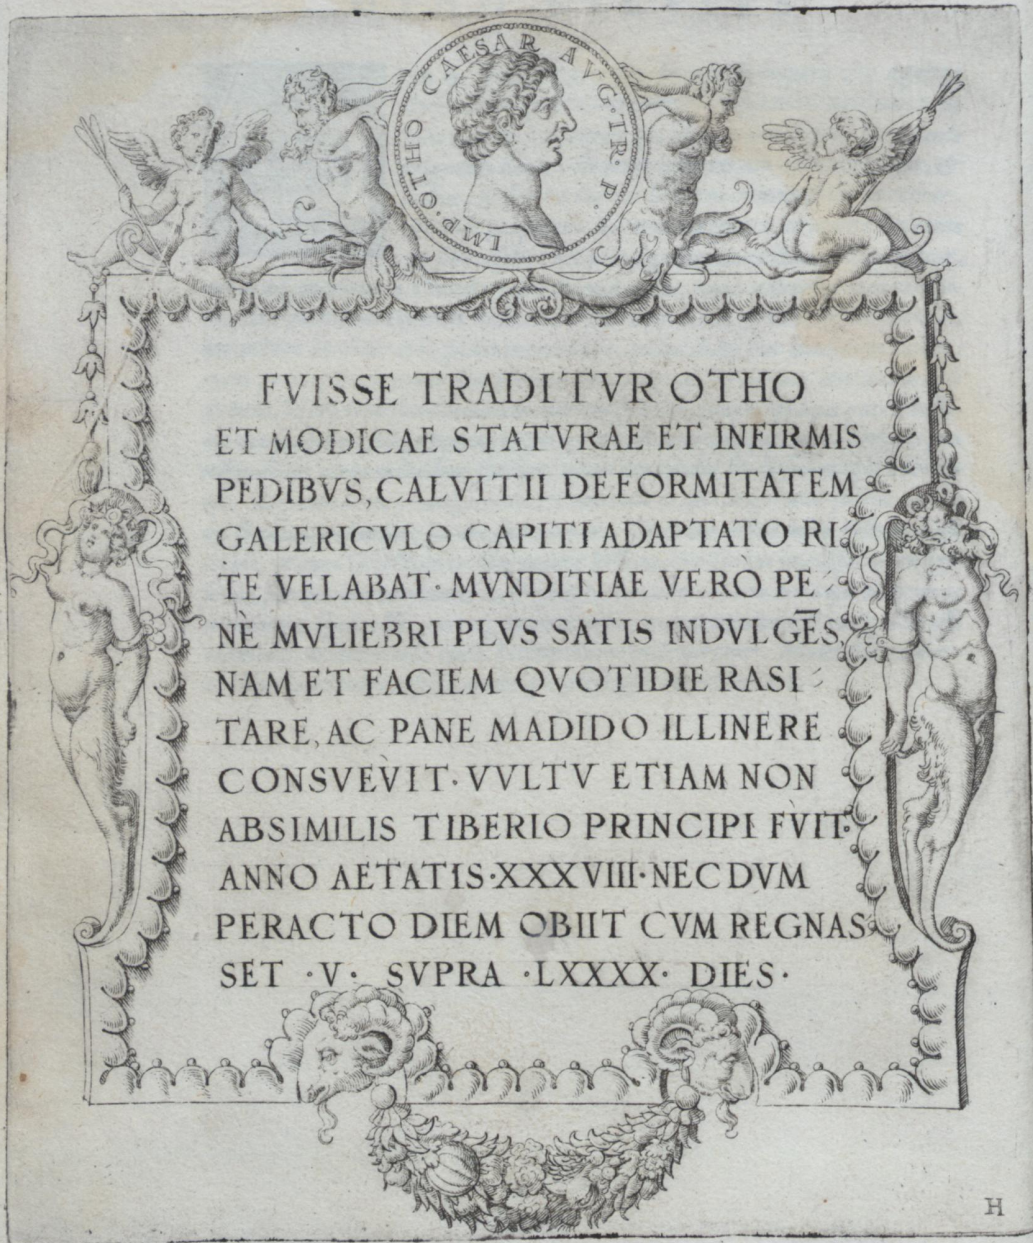 IMP·OTHO CAESAR AVG·TR·P·
FVISSE TRADITVR OTHO
ET MODICAE STATVRAE ET INFIRMIS
PEDIBVS, CALVITII DEFORMITATEM
GALERICVLO CAPITI ADAPTATO RI
TE VELABAT· MVNDITIAE VERÒ PE-
NÈ MVLIEBRI PLVS SATIS INDVLGE͞S,
NAM ET FACIEM QVOTIDIE RASI-
TARE, AC PANE MADIDO ILLINERE
CONSVEVIT· VVLTV ETIAM NON
ABSIMILIS TIBERIO PRINCIPI FVIT·
ANNO AETATIS·XXXVIII·NECDVM
PERACTO DIEM OBIIT CVM REGNAS
SET ·V· SVPRA ·LXXXX· DIES·
H